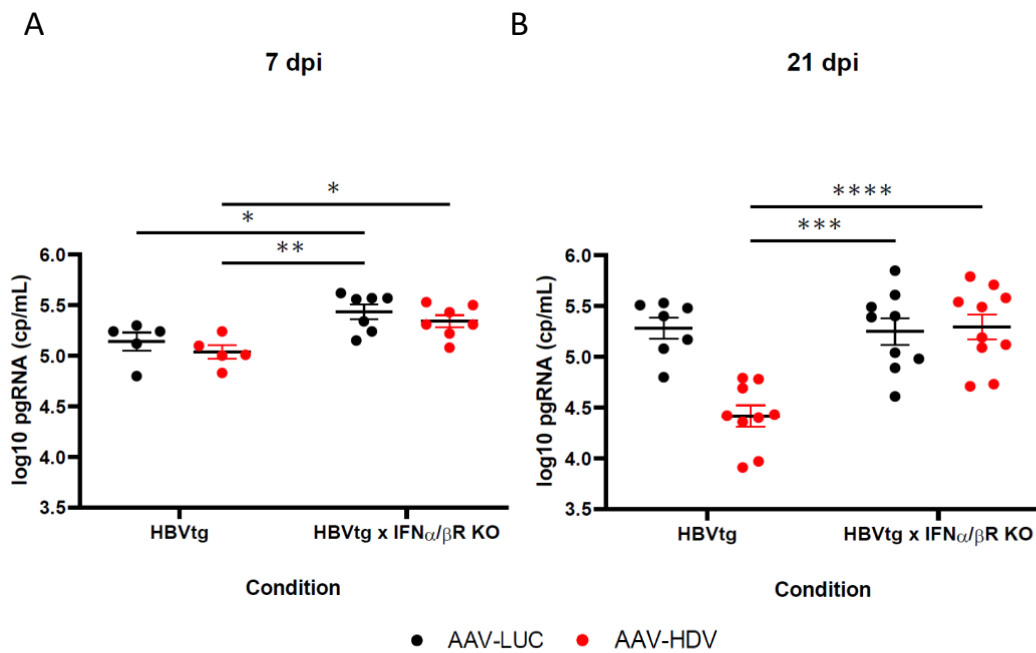 A
B
7 dpi
21 dpi
*
*
**
****
***
log10 pgRNA (cp/mL)
6.0
5.5
5.0
4.5
4.0
3.5
HBVtg
HBVtg x IFNα/βR KO
Condition
log10 pgRNA (cp/mL)
6.0
5.5
5.0
4.5
4.0
3.5
HBVtg
HBVtg x IFNα/βR KO
Condition
AAV-LUC
AAV-HDV